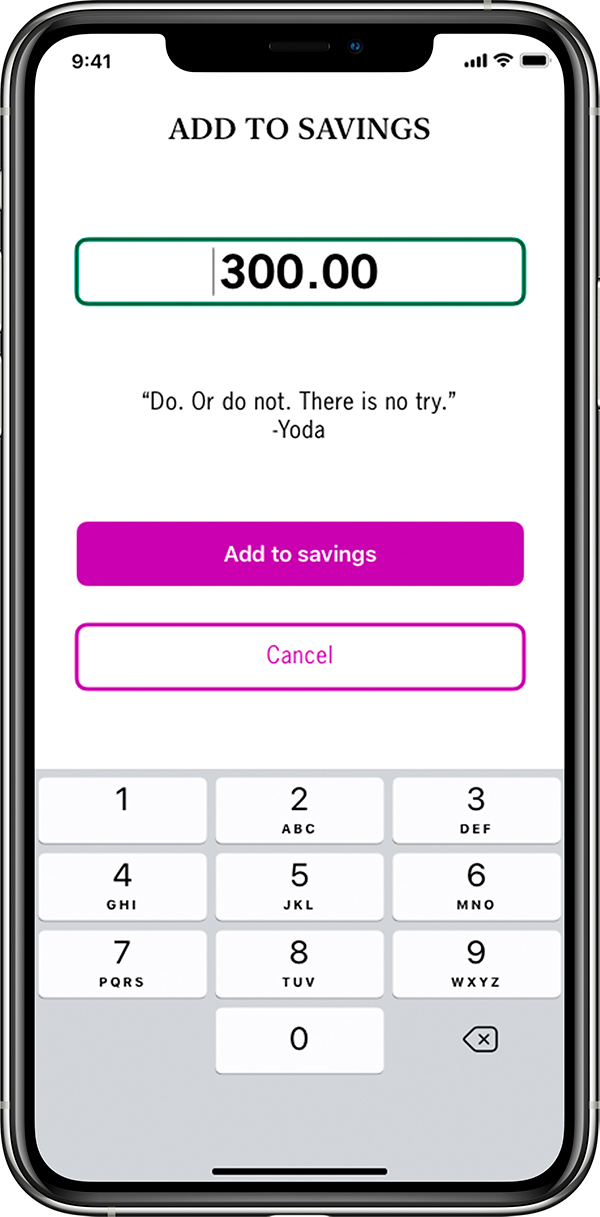 9:41
ADD TO SAVINGS
300.00
“Do. Or do not. There is no try.”
-Yoda
Add to savings
Cancel
1 2 3
ABC DEF
4 5 6
GHI JKL MNO
7 8 9
PQRS TUV WXYZ
0